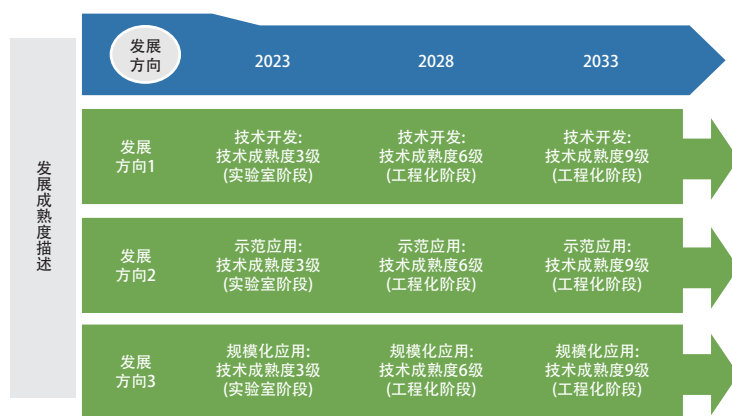 发展
方向
2023
2028
2033
发展成熟度描述
发展
方向1
技术开发:
技术成熟度3级
(实验室阶段)
技术开发:
技术成熟度6级
(工程化阶段)
技术开发:
技术成熟度9级
(工程化阶段)
发展
方向2
示范应用:
技术成熟度3级
(实验室阶段)
示范应用:
技术成熟度6级
(工程化阶段)
示范应用:
技术成熟度9级
(工程化阶段)
发展
方向3
规模化应用:
技术成熟度3级
(实验室阶段)
规模化应用:
技术成熟度6级
(工程化阶段)
规模化应用:
技术成熟度9级
(工程化阶段)